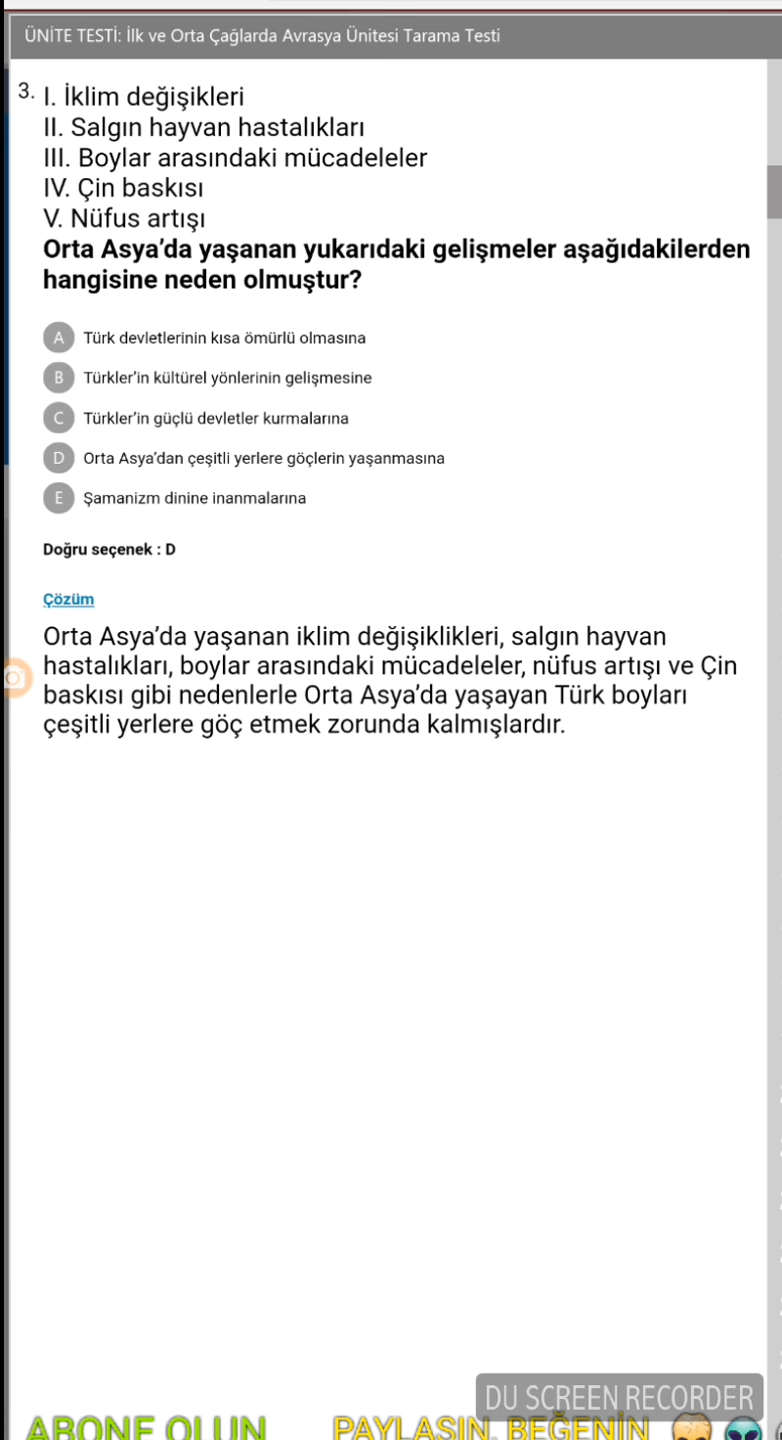 ÜNİTE TESTİ: İlk ve Orta Çağlarda Avrasya Ünitesi Tarama Testi
3. I. İklim değişikleri
II. Salgın hayvan hastalıkları
III. Boylar arasındaki mücadeleler
IV. Çin baskısı
V. Nüfus artışı
Orta Asya’da yaşanan yukarıdaki gelişmeler aşağıdakilerden
hangisine neden olmuştur?
A Türk devletlerinin kısa ömürlü olmasına
B Türkler’in kültürel yönlerinin gelişmesine
C Türkler’in güçlü devletler kurmalarına
D Orta Asya’dan çeşitli yerlere göçlerin yaşanmasına
E Şamanizm dinine inanmalarına
Doğru seçenek : D
Çözüm
Orta Asya’da yaşanan iklim değişiklikleri, salgın hayvan
hastalıkları, boylar arasındaki mücadeleler, nüfus artışı ve Çin
baskısı gibi nedenlerle Orta Asya’da yaşayan Türk boyları
çeşitli yerlere göç etmek zorunda kalmışlardır.
DU SCREEN RECORDER
ABONE OLUN PAYLAŞIN, BEĞENİN